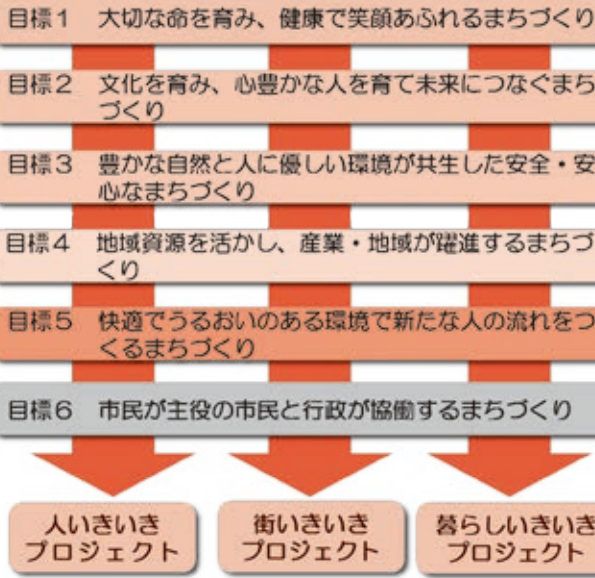 目標1 大切な命を育み、健康で笑顔あふれるまちづくり
目標2 文化を育み、心豊かな人を育て未来につなぐまち
づくり
目標3 豊かな自然と人に優しい環境が共生した安全・安
心なまちづくり
目標4 地域資源を活かし、産業・地域が躍進するまちづ
くり
目標5 快適でうるおいのある環境で新たな人の流れをつ
くるまちづくり
目標6 市民が主役の市民と行政が協働するまちづくり
人いきいき
プロジェクト
街いきいき
プロジェクト
暮らしいきいき
プロジェクト